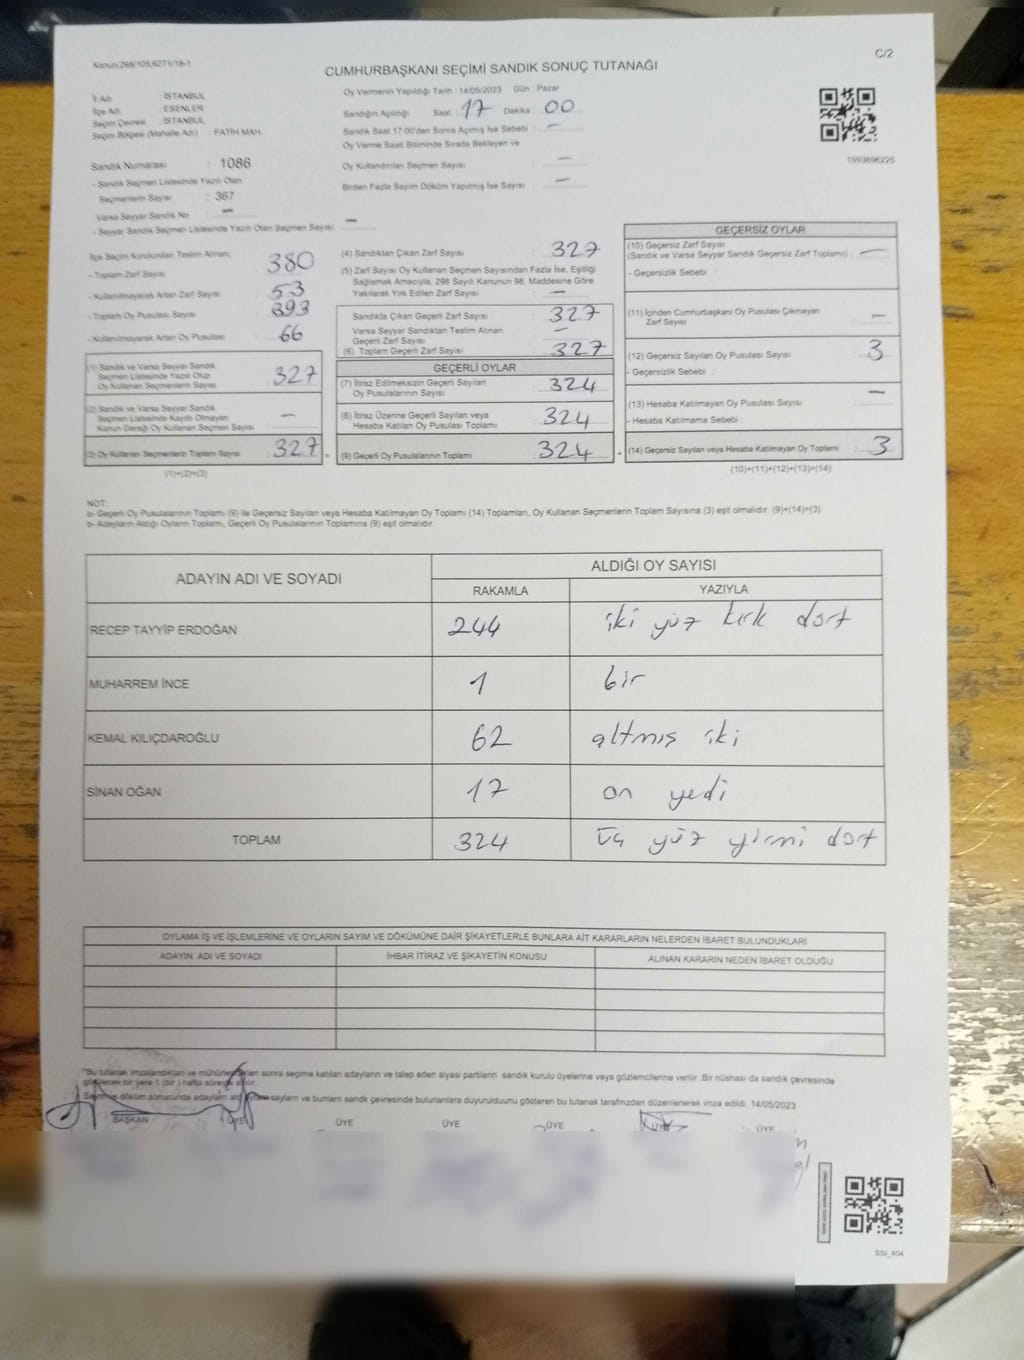 Kanun:298/105,6271/18-1
C/2
CUMHURBAŞKANI SEÇİMİ SANDIK SONUÇ TUTANAĞI
İl Adı : İSTANBUL
İlçe Adı : ESENLER
Seçim Çevresi : İSTANBUL
Seçim Bölgesi (Mahalle Adı) : FATİH MAH.
Sandık Numarası : 1086
- Sandık Seçmen Listesinde Yazılı Olan
Seçmenlerin Sayısı : 367
Varsa Seyyar Sandık No : -
- Seyyar Sandık Seçmen Listesinde Yazılı Olan Seçmen Sayısı: -
Oy Vermenin Yapıldığı Tarih : 14/05/2023 Gün : Pazar
Sandığın Açıldığı Saat : 17 Dakika : 00
Sandık Saat 17:00'den Sonra Açılmış İse Sebebi : -
Oy Verme Saati Bitiminde Sırada Bekleyen ve
Oy Kullandırılan Seçmen Sayısı : -
Birden Fazla Sayım Döküm Yapılmış İse Sayısı : -
1093696225
İlçe Seçim Kurulundan Teslim Alınan;
- Toplam Zarf Sayısı : 380
- Kullanılmayarak Artan Zarf Sayısı : 53
- Toplam Oy Pusulası Sayısı : 393
- Kullanılmayarak Artan Oy Pusulası : 66
(1) Sandık ve Varsa Seyyar Sandık
Seçmen Listesinde Yazılı Olup
Oy Kullanan Seçmenlerin Sayısı : 327
(2) Sandık ve Varsa Seyyar Sandık
Seçmen Listesinde Kayıtlı Olmayan
Kanun Gereği Oy Kullanan Seçmen Sayısı : -
(3) Oy Kullanan Seçmenlerin Toplam Sayısı : 327
(1)+(2)=(3)
(4) Sandıktan Çıkan Zarf Sayısı : 327
(5) Zarf Sayısı Oy Kullanan Seçmen Sayısından Fazla İse, Eşitliği
Sağlamak Amacıyla, 298 Sayılı Kanunun 98. Maddesine Göre
Yakılarak Yok Edilen Zarf Sayısı : -
Sandıkta Çıkan Geçerli Zarf Sayısı : 327
Varsa Seyyar Sandıktan Teslim Alınan
Geçerli Zarf Sayısı : -
(6) Toplam Geçerli Zarf Sayısı : 327
GEÇERLİ OYLAR
(7) İtiraz Edilmeksizin Geçerli Sayılan
Oy Pusulalarının Sayısı : 324
(8) İtiraz Üzerine Geçerli Sayılan veya
Hesaba Katılan Oy Pusulası Toplamı : 324
(9) Geçerli Oy Pusulalarının Toplamı : 324
GEÇERSİZ OYLAR
(10) Geçersiz Zarf Sayısı
(Sandık ve Varsa Seyyar Sandık Geçersiz Zarf Toplamı) : -
- Geçersizlik Sebebi :
(11) İçinden Cumhurbaşkanı Oy Pusulası Çıkmayan
Zarf Sayısı : -
(12) Geçersiz Sayılan Oy Pusulası Sayısı : 3
- Geçersizlik Sebebi :
(13) Hesaba Katılmayan Oy Pusulası Sayısı : -
- Hesaba Katılmama Sebebi :
(14) Geçersiz Sayılan veya Hesaba Katılmayan Oy Toplamı : 3
(10)+(11)+(12)+(13)=(14)
NOT:
a- Geçerli Oy Pusulalarının Toplamı (9) ile Geçersiz Sayılan veya Hesaba Katılmayan Oy Toplamı (14) Toplamları, Oy Kullanan Seçmenlerin Toplam Sayısına (3) eşit olmalıdır. (9)+(14)=(3)
b- Adayların Aldığı Oyların Toplamı, Geçerli Oy Pusulalarının Toplamına (9) eşit olmalıdır.
ADAYIN ADI VE SOYADI
ALDIĞI OY SAYISI
RAKAMLA YAZIYLA
RECEP TAYYİP ERDOĞAN 244 iki yüz kırk dört
MUHARREM İNCE 1 bir
KEMAL KILIÇDAROĞLU 62 altmış iki
SİNAN OĞAN 17 on yedi
TOPLAM 324 üç yüz yirmi dört
OYLAMA İŞ VE İŞLEMLERİNE VE OYLARIN SAYIM VE DÖKÜMÜNE DAİR ŞİKAYETLERLE BUNLARA AİT KARARLARIN NELERDEN İBARET BULUNDUKLARI
ADAYIN ADI VE SOYADI İHBAR İTİRAZ VE ŞİKAYETİN KONUSU ALINAN KARARIN NEDEN İBARET OLDUĞU
"Bu tutanak imzalandıktan ve mühürlendikten sonra seçime katılan adayların ve talep eden siyasi partilerin sandık kurulu üyelerine veya gözlemcilerine verilir .Bir nüshası da sandık çevresinde
görülecek bir yere 1 (bir ) hafta süreyle asılır.
Sayım ve döküm sonucunda adayların saylam ve bunların sandık çevresinde bulunanlara duyurulduunu gösteren bu tutanak tarafımızdan düzenlenerek imza edildi. 14/05/2023
BAŞKAN ÜYE ÜYE ÜYE ÜYE ÜYE ÜYE
SSİ_404